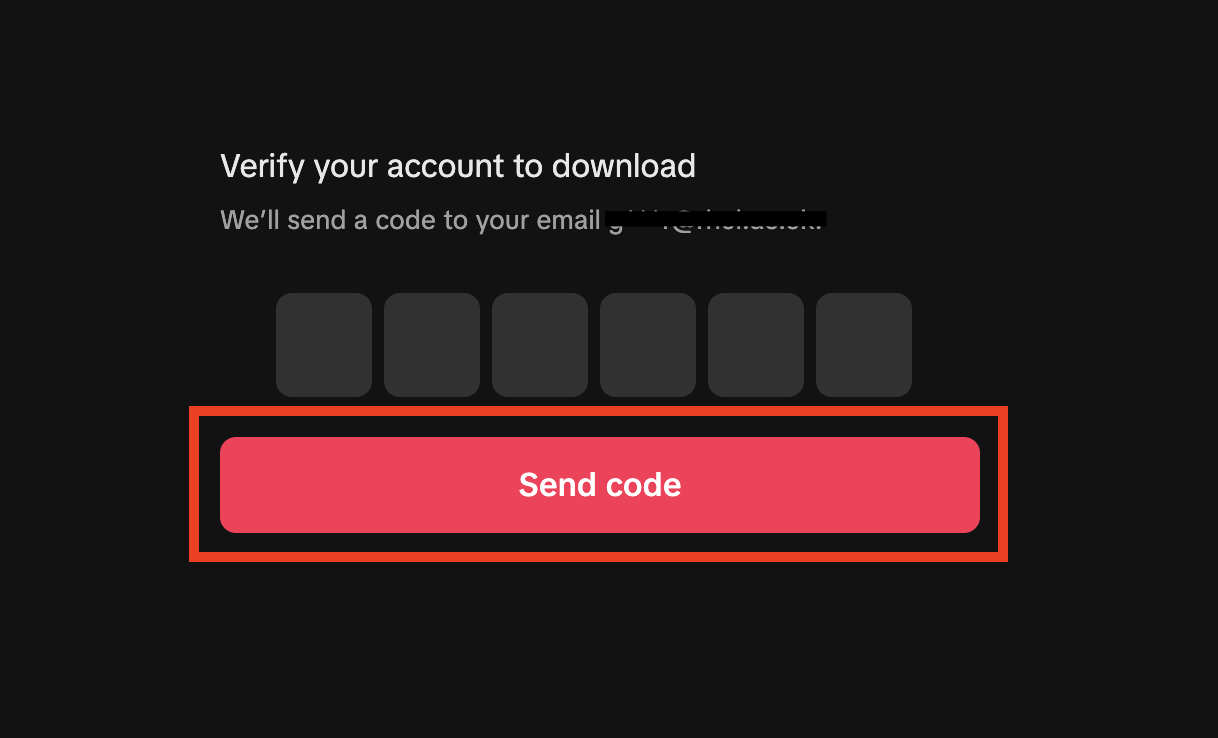 Verify your account to download
We’ll send a code to your email
Send code